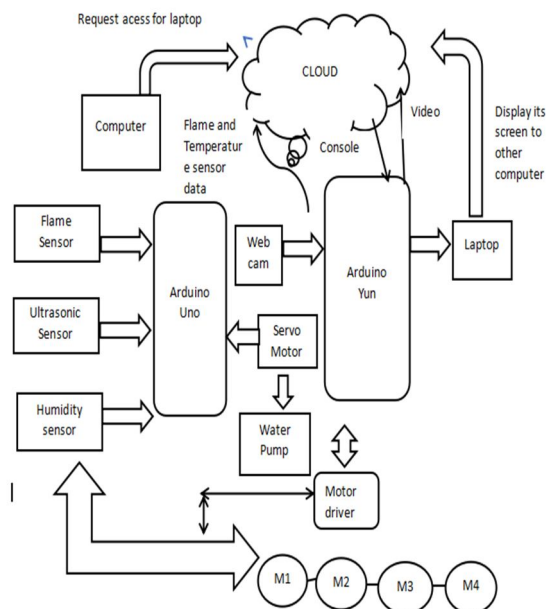 Request acess for laptop
CLOUD
Computer
Flame and
Temperatur
e sensor
data
Console
Video
Display its
screen to
other
computer
Flame
Sensor
Web
cam
Arduino
Yun
Laptop
Arduino
Uno
Ultrasonic
Sensor
Servo
Motor
Humidity
sensor
Water
Pump
Motor
driver
M1
M2
M3
M4